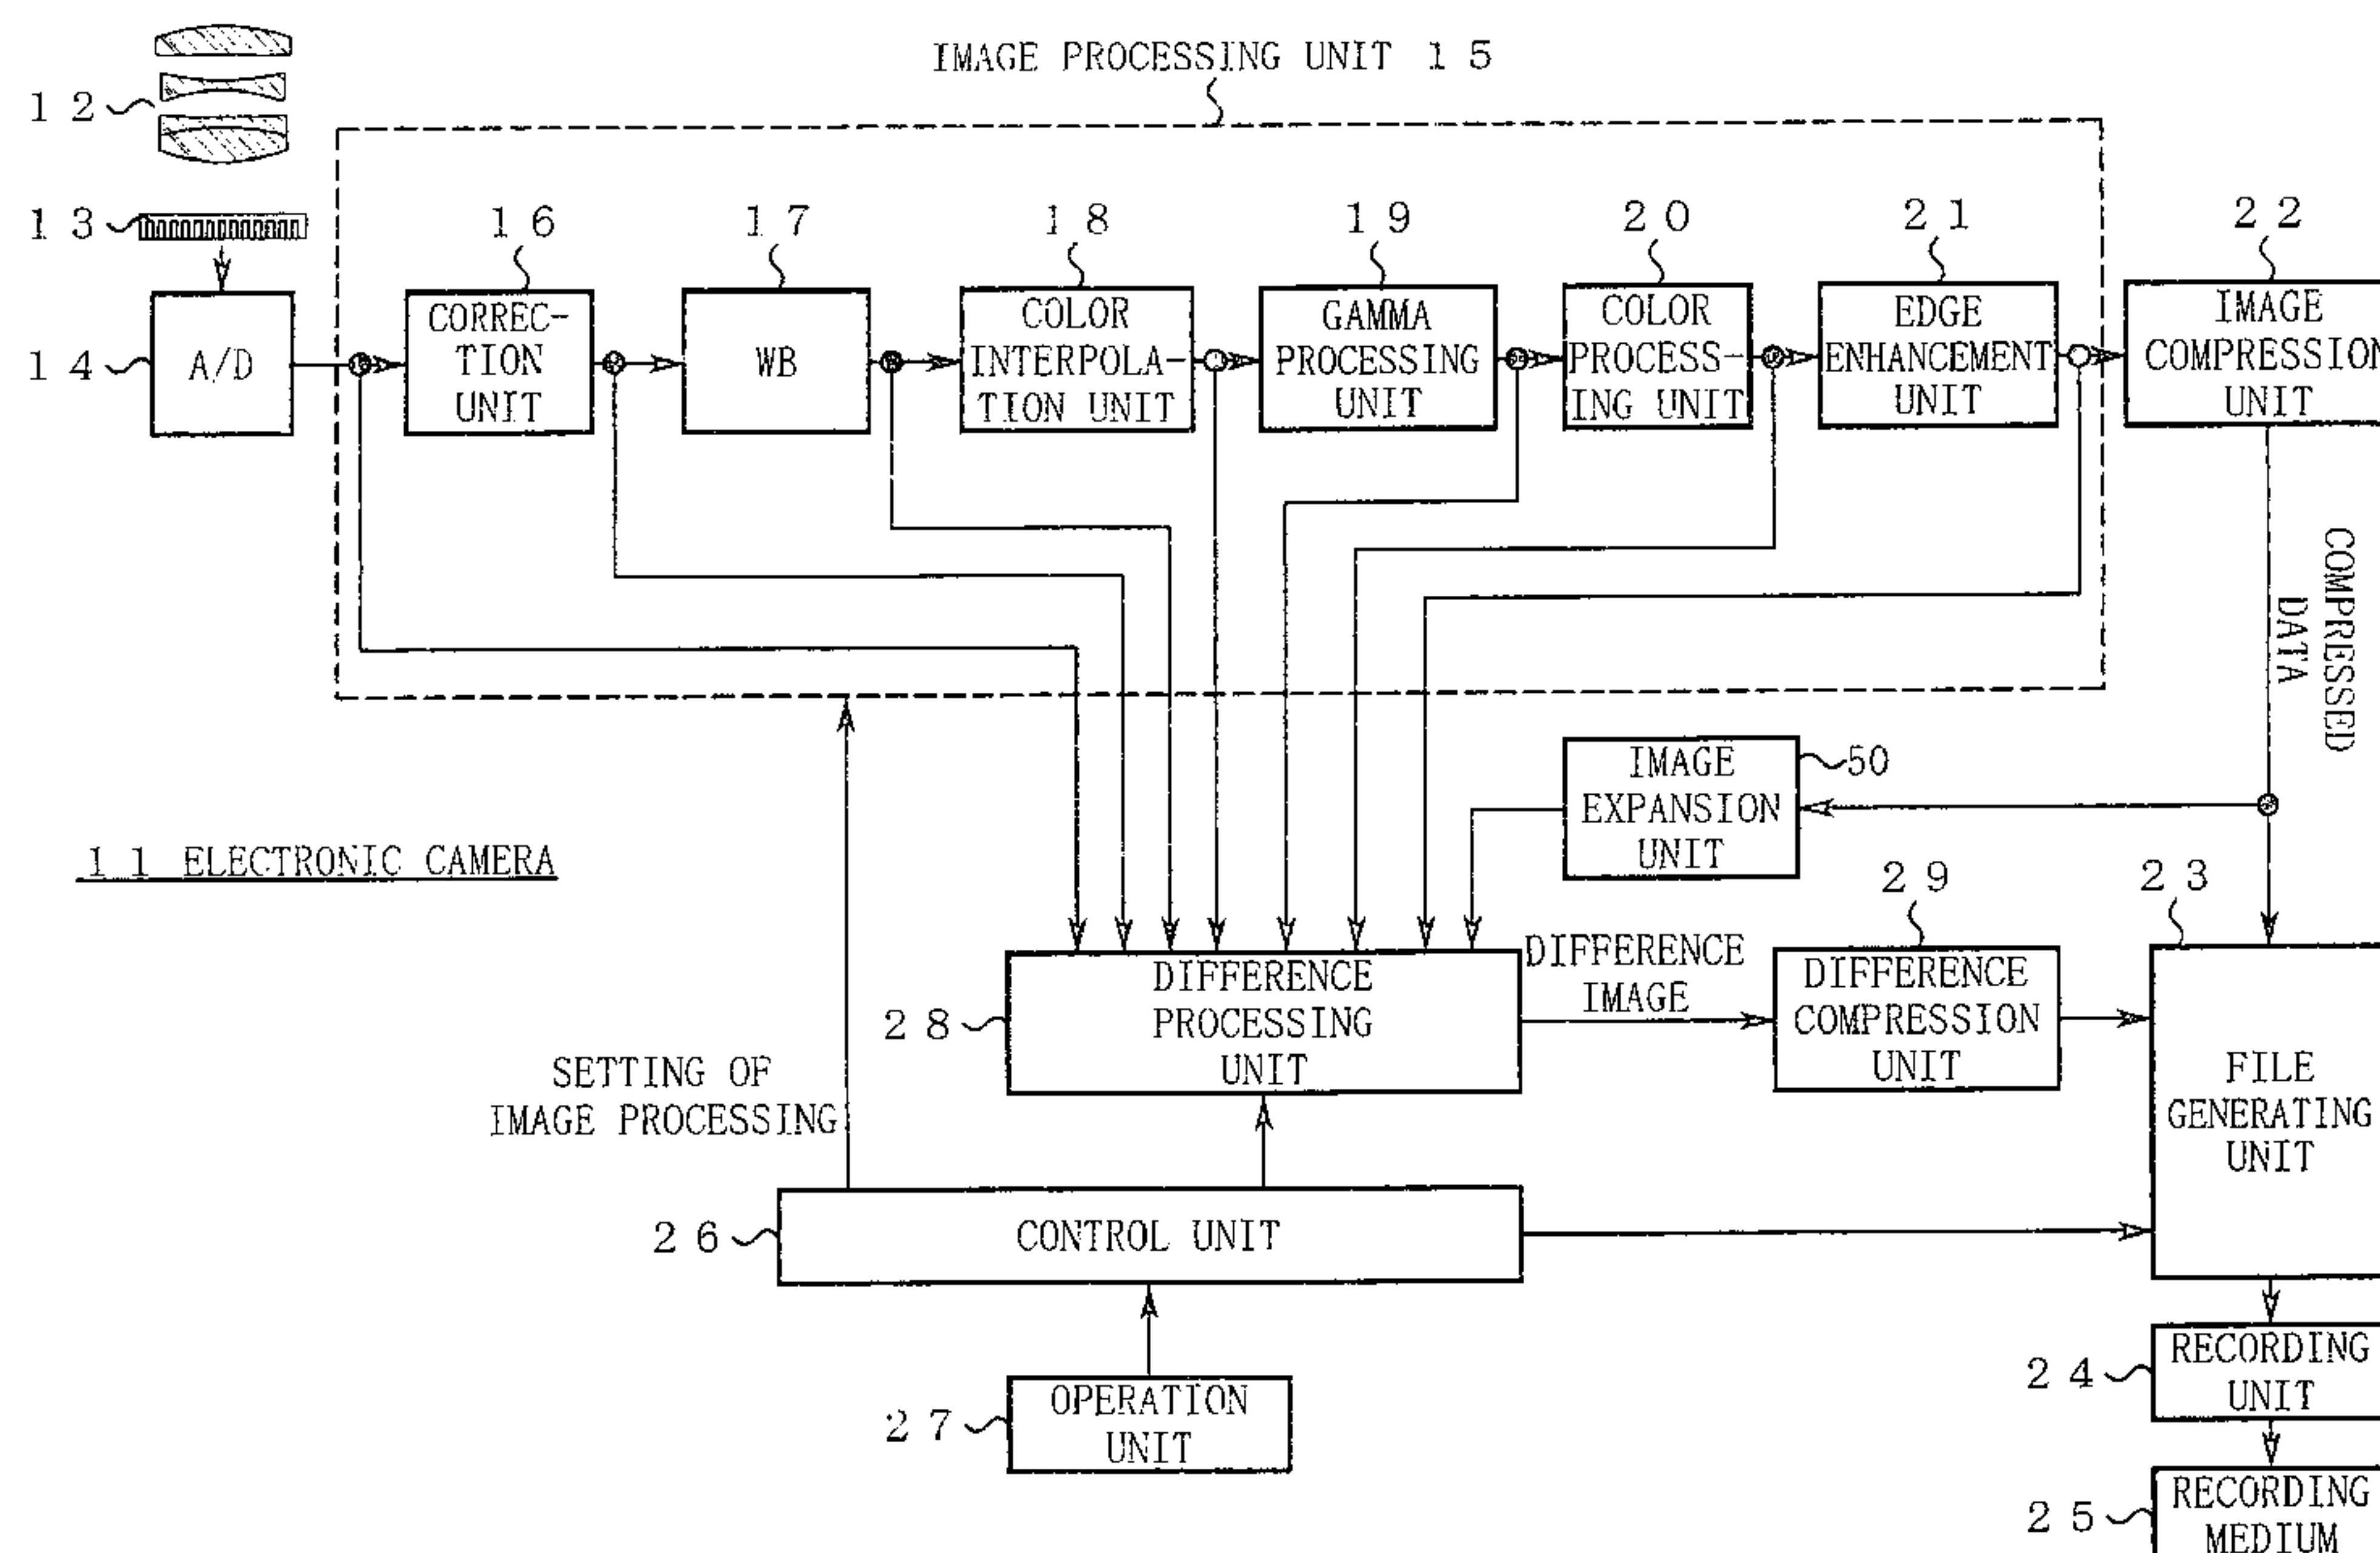 IMAGE PROCESSING UNIT 15
12
13
16
17
18
19
20
21
22
14
A/D
CORREC-
TION
UNIT
WB
COLOR
INTERPOLA-
TION UNIT
GAMMA
PROCESSING
UNIT
COLOR
PROCESS-
ING UNIT
EDGE
ENHANCEMENT
UNIT
IMAGE
COMPRESSION
UNIT
COMPRESSED
DATA
IMAGE
EXPANSION
UNIT
50
11 ELECTRONIC CAMERA
29
23
28
DIFFERENCE
PROCESSING
UNIT
DIFFERENCE
IMAGE
DIFFERENCE
COMPRESSION
UNIT
FILE
GENERATING
UNIT
SETTING OF
IMAGE PROCESSING
26
CONTROL UNIT
27
OPERATION
UNIT
24
RECORDING
UNIT
25
RECORDING
MEDIUM